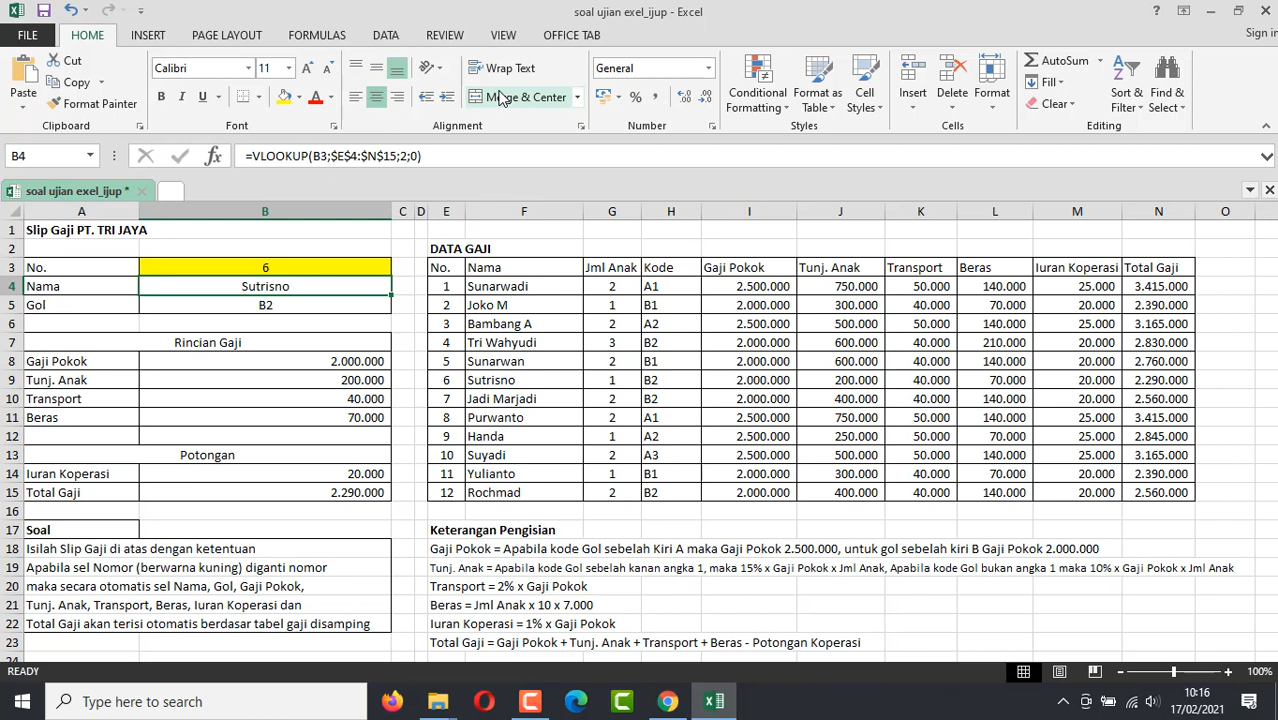 soal ujian exel_ijup - Excel
FILE HOME INSERT PAGE LAYOUT FORMULAS DATA REVIEW VIEW OFFICE TAB Sign in
Cut
Copy
Format Painter
Paste
Clipboard
Calibri 11
B I U A
Font
Wrap Text
Merge & Center
Alignment
General
%
Number
Conditional Formatting
Format as Table
Cell Styles
Styles
Insert Delete Format
Cells
AutoSum
Fill
Clear
Sort & Filter
Find & Select
Editing
B4 fx =VLOOKUP(B3;$E$4:$N$15;2;0)
soal ujian exel_ijup *
A B C D E F G H I J K L M N O
1 Slip Gaji PT. TRI JAYA
2 DATA GAJI
3 No. 6 No. Nama Jml Anak Kode Gaji Pokok Tunj. Anak Transport Beras Iuran Koperasi Total Gaji
4 Nama Sutrisno 1 Sunarwadi 2 A1 2.500.000 750.000 50.000 140.000 25.000 3.415.000
5 Gol B2 2 Joko M 1 B1 2.000.000 300.000 40.000 70.000 20.000 2.390.000
6 3 Bambang A 2 A2 2.500.000 500.000 50.000 140.000 25.000 3.165.000
7 Rincian Gaji 4 Tri Wahyudi 3 B2 2.000.000 600.000 40.000 210.000 20.000 2.830.000
8 Gaji Pokok 2.000.000 5 Sunarwan 2 B1 2.000.000 600.000 40.000 140.000 20.000 2.760.000
9 Tunj. Anak 200.000 6 Sutrisno 1 B2 2.000.000 200.000 40.000 70.000 20.000 2.290.000
10 Transport 40.000 7 Jadi Marjadi 2 B2 2.000.000 400.000 40.000 140.000 20.000 2.560.000
11 Beras 70.000 8 Purwanto 2 A1 2.500.000 750.000 50.000 140.000 25.000 3.415.000
12 9 Handa 1 A2 2.500.000 250.000 50.000 70.000 25.000 2.845.000
13 Potongan 10 Suyadi 2 A3 2.500.000 500.000 50.000 140.000 25.000 3.165.000
14 Iuran Koperasi 20.000 11 Yulianto 1 B1 2.000.000 300.000 40.000 70.000 20.000 2.390.000
15 Total Gaji 2.290.000 12 Rochmad 2 B2 2.000.000 400.000 40.000 140.000 20.000 2.560.000
16
17 Soal Keterangan Pengisian
18 Isilah Slip Gaji di atas dengan ketentuan Gaji Pokok = Apabila kode Gol sebelah Kiri A maka Gaji Pokok 2.500.000, untuk gol sebelah kiri B Gaji Pokok 2.000.000
19 Apabila sel Nomor (berwarna kuning) diganti nomor Tunj. Anak = Apabila kode Gol sebelah kanan angka 1, maka 15% x Gaji Pokok x Jml Anak, Apabila kode Gol bukan angka 1 maka 10% x Gaji Pokok x Jml Anak
20 maka secara otomatis sel Nama, Gol, Gaji Pokok, Transport = 2% x Gaji Pokok
21 Tunj. Anak, Transport, Beras, Iuran Koperasi dan Beras = Jml Anak x 10 x 7.000
22 Total Gaji akan terisi otomatis berdasar tabel gaji disamping Iuran Koperasi = 1% x Gaji Pokok
23 Total Gaji = Gaji Pokok + Tunj. Anak + Transport + Beras - Potongan Koperasi
24
READY 100%
Type here to search
10:16
17/02/2021